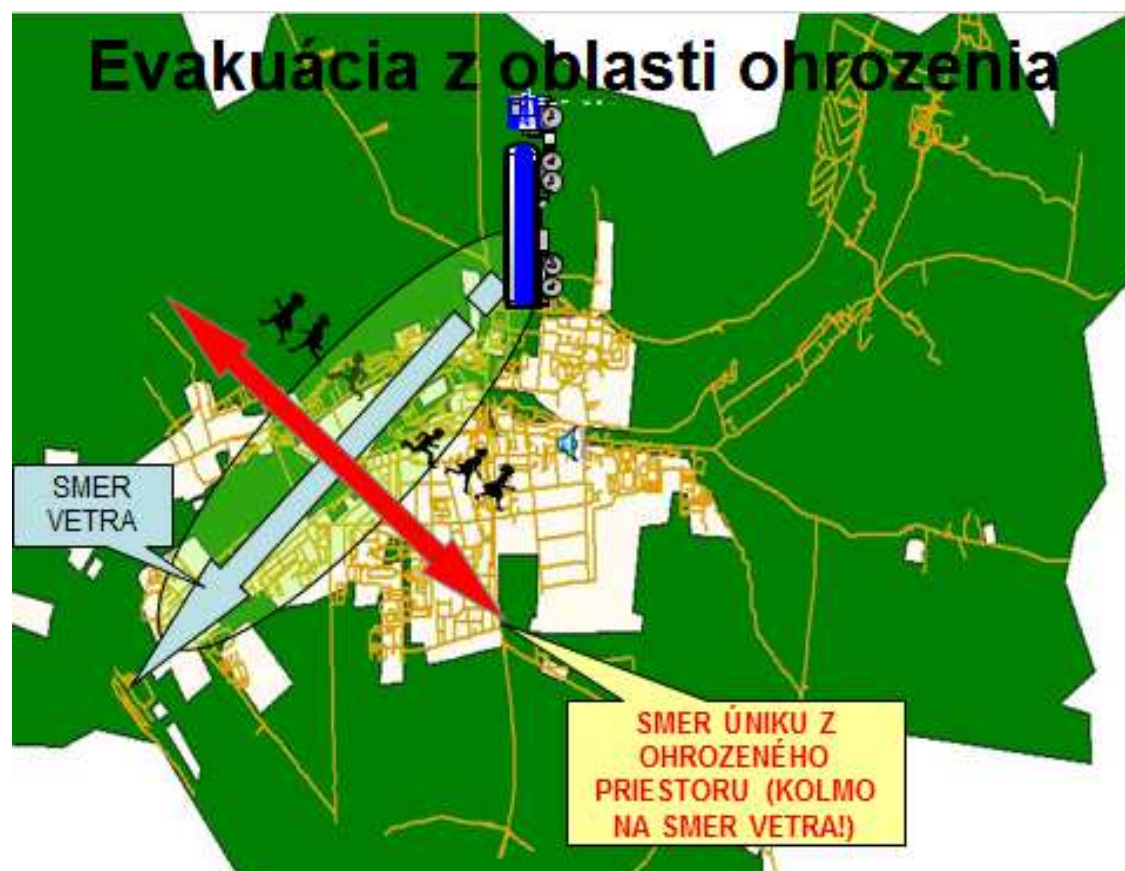 Evakuácia z oblasti ohrozenia
SMER
VETRA
SMER ÚNIKU Z
OHROZENÉHO
PRIESTORU (KOLMO
NA SMER VETRA!)